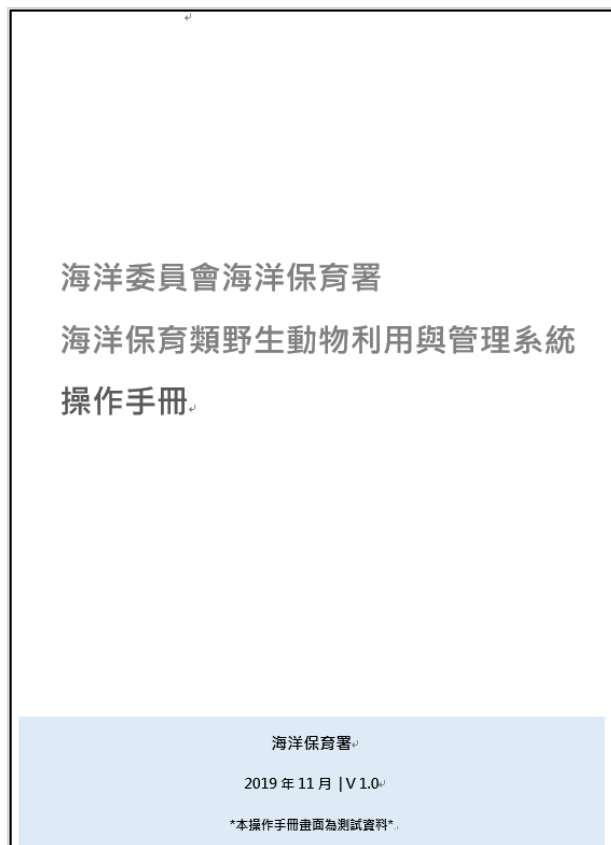 海洋委員會海洋保育署
海洋保育類野生動物利用與管理系統
操作手冊
海洋保育署
2019 年 11 月 | V 1.0
*本操作手冊畫面為測試資料*